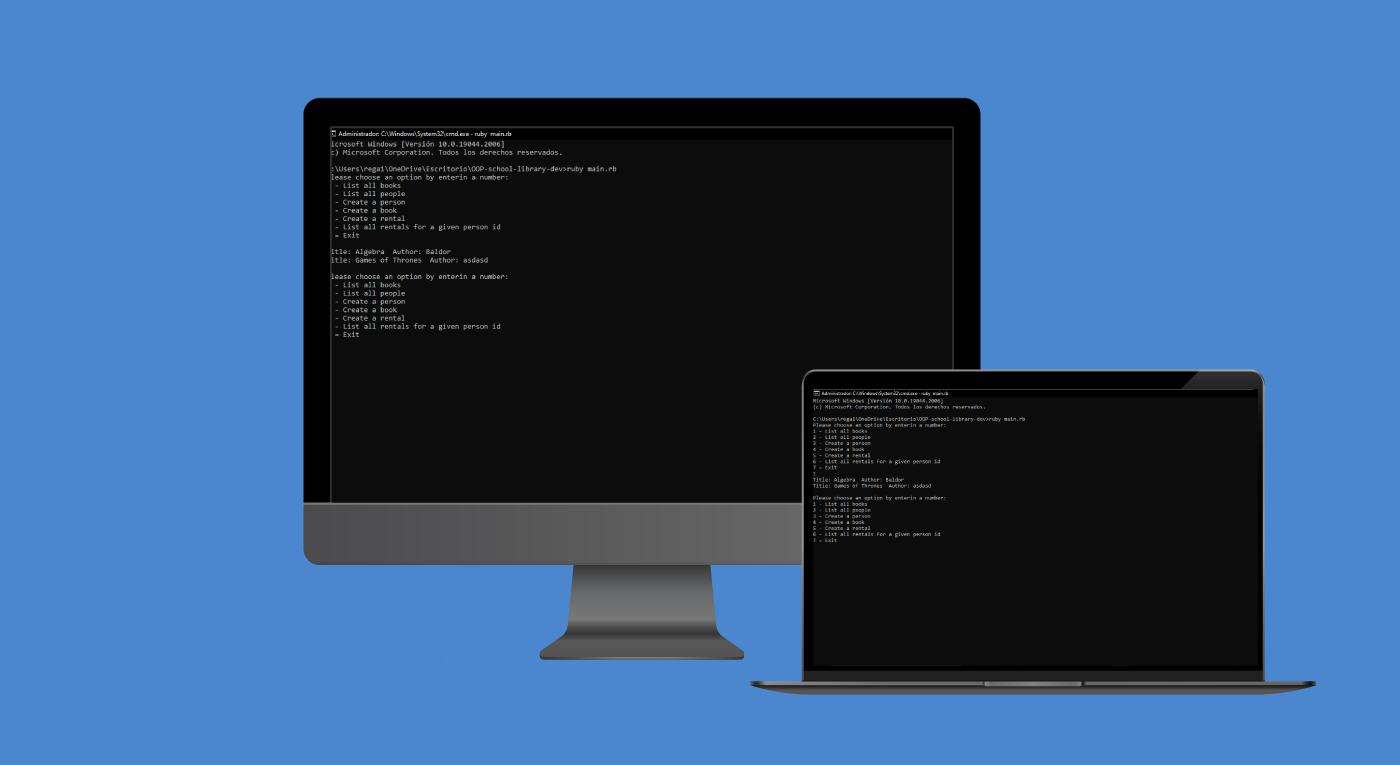 Administrador: C:\Windows\System32\cmd.exe - ruby main.rb
icrosoft Windows [Versión 10.0.19044.2006]
c) Microsoft Corporation. Todos los derechos reservados.
:\Users\rega1\OneDrive\Escritorio\OOP-school-library-dev>ruby main.rb
lease choose an option by enterin a number:
- List all books
- List all people
- Create a person
- Create a book
- Create a rental
- List all rentals for a given person id
= Exit
itle: Algebra  Author: Baldor
itle: Games of Thrones  Author: asdasd
lease choose an option by enterin a number:
- List all books
- List all people
- Create a person
- Create a book
- Create a rental
- List all rentals for a given person id
= Exit
Administrador: C:\Windows\System32\cmd.exe - ruby main.rb
Microsoft Windows [Versión 10.0.19044.2006]
(c) Microsoft Corporation. Todos los derechos reservados.
C:\Users\rega1\OneDrive\Escritorio\OOP-school-library-dev>ruby main.rb
Please choose an option by enterin a number:
1 - List all books
2 - List all people
3 - Create a person
4 - Create a book
5 - Create a rental
6 - List all rentals for a given person id
7 = Exit
1
Title: Algebra  Author: Baldor
Title: Games of Thrones  Author: asdasd
Please choose an option by enterin a number:
1 - List all books
2 - List all people
3 - Create a person
4 - Create a book
5 - Create a rental
6 - List all rentals for a given person id
7 = Exit